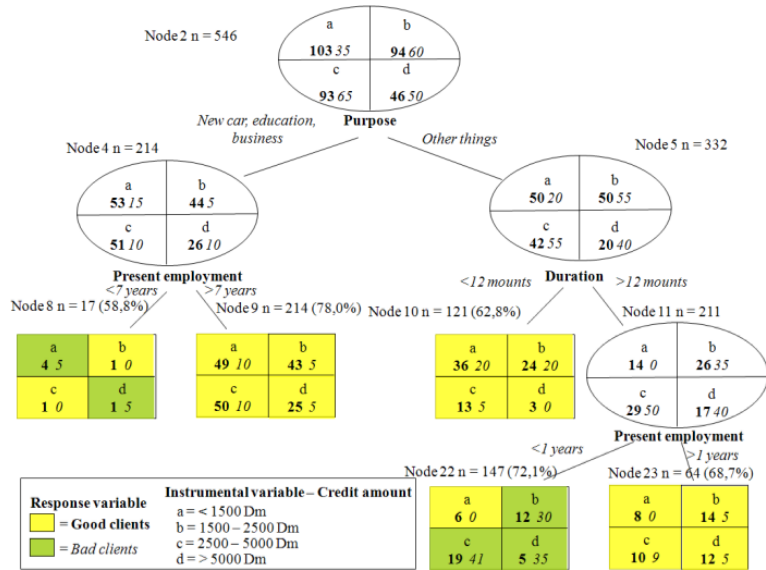 Node 2 n = 546
a b
103 35 94 60
c d
93 65 46 50
Purpose
New car, education,
business
Other things
Node 4 n = 214
a b
53 15 44 5
c d
51 10 26 10
Present employment
<7 years >7 years
Node 5 n = 332
a b
50 20 50 55
c d
42 55 20 40
Duration
<12 mounts >12 mounts
Node 8 n = 17 (58,8%)
a b
4 5 1 0
c d
1 0 1 5
Node 9 n = 214 (78,0%)
a b
49 10 43 5
c d
50 10 25 5
Node 10 n = 121 (62,8%)
a b
36 20 24 20
c d
13 5 3 0
Node 11 n = 211
a b
14 0 26 35
c d
29 50 17 40
Present employment
<1 years >1 years
Node 22 n = 147 (72,1%)
a b
6 0 12 30
c d
19 41 5 35
Node 23 n = 64 (68,7%)
a b
8 0 14 5
c d
10 9 12 5
Response variable
= Good clients
= Bad clients
Instrumental variable – Credit amount
a = < 1500 Dm
b = 1500 – 2500 Dm
c = 2500 – 5000 Dm
d = > 5000 Dm